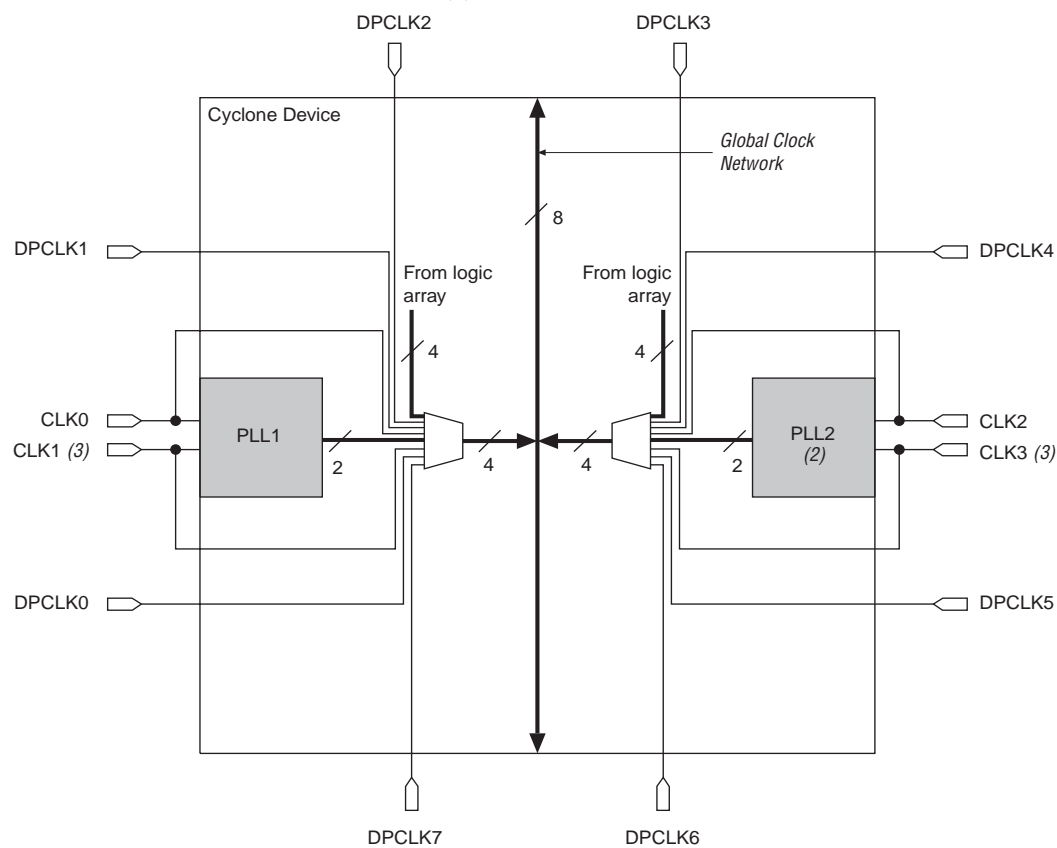 DPCLK2
DPCLK3
Cyclone Device
Global Clock
Network
8
DPCLK1
DPCLK4
From logic
array
From logic
array
4
4
CLK0
CLK1 (3)
PLL1
2
4
4
2
PLL2
(2)
CLK2
CLK3 (3)
DPCLK0
DPCLK5
DPCLK7
DPCLK6